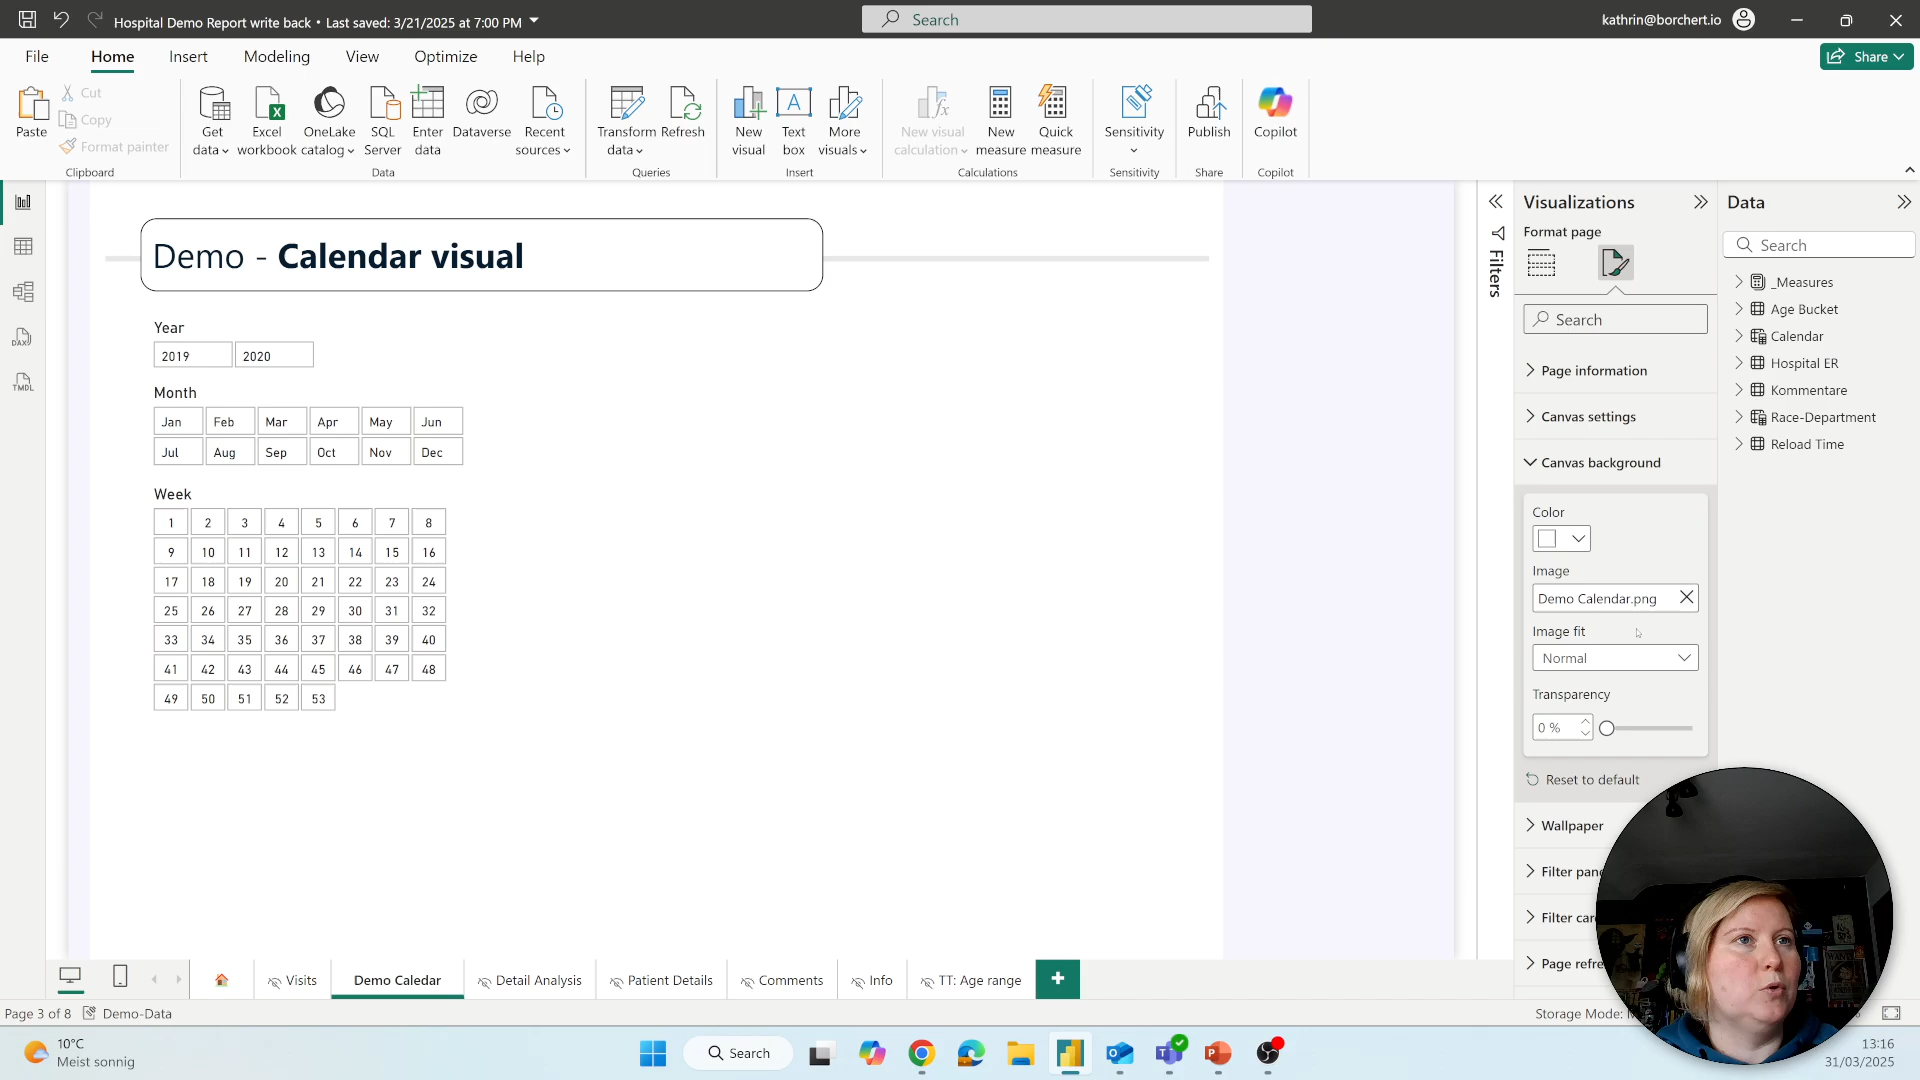 Hospital Demo Report write back • Last saved: 3/21/2025 at 7:00 PM
Search
kathrin@borchert.io
File Home Insert Modeling View Optimize Help
Share
Paste
Cut
Copy
Format painter
Clipboard
Get data
Excel workbook
OneLake catalog
SQL Server
Enter data
Dataverse
Recent sources
Data
Transform data
Refresh
Queries
New visual
Text box
More visuals
Insert
New visual calculation
New measure
Quick measure
Calculations
Sensitivity
Sensitivity
Publish
Share
Copilot
Copilot
Demo - Calendar visual
Year
2019 2020
Month
Jan Feb Mar Apr May Jun
Jul Aug Sep Oct Nov Dec
Week
1 2 3 4 5 6 7 8
9 10 11 12 13 14 15 16
17 18 19 20 21 22 23 24
25 26 27 28 29 30 31 32
33 34 35 36 37 38 39 40
41 42 43 44 45 46 47 48
49 50 51 52 53
Filters
Visualizations
Format page
Search
Page information
Canvas settings
Canvas background
Color
Image
Demo Calendar.png
Image fit
Normal
Transparency
0 %
Reset to default
Wallpaper
Filter pan
Filter car
Page refre
Data
Search
_Measures
Age Bucket
Calendar
Hospital ER
Kommentare
Race-Department
Reload Time
DAX
TMDL
Visits
Demo Caledar
Detail Analysis
Patient Details
Comments
Info
TT: Age range
Page 3 of 8
Demo-Data
Storage Mode:
10°C
Meist sonnig
Search
13:16
31/03/2025